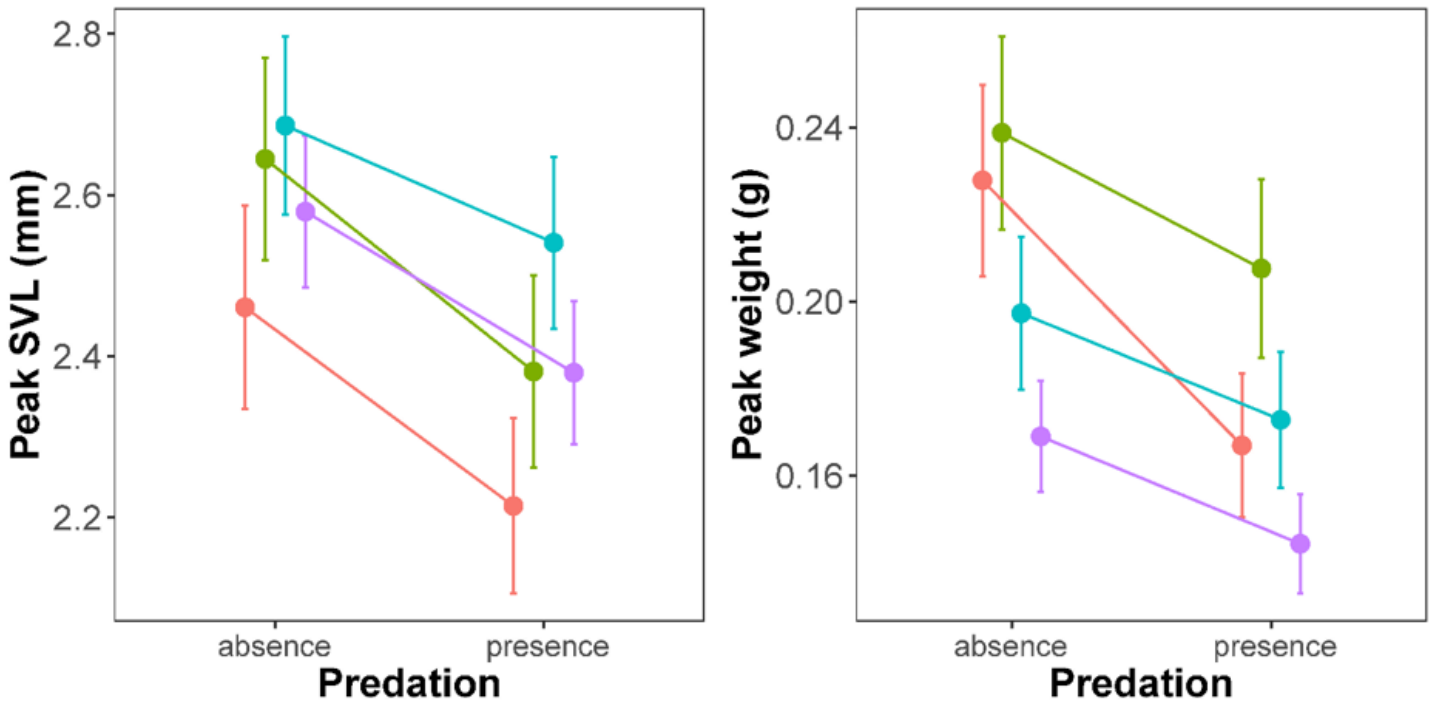 Peak SVL (mm)
2.8
2.6
2.4
2.2
absence presence
Predation
Peak weight (g)
0.24
0.20
0.16
absence presence
Predation